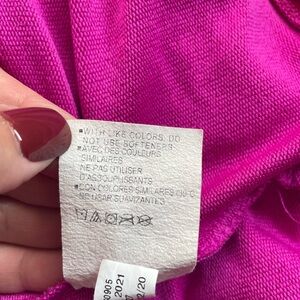 ■WITH LIKE COLORS. DO
NOT USE SOFTENERS
■AVEC DES COULEURS
SIMILAIRES
NE PAS UTILISER
D'ASSOUPLISSANTS
■CON COLORES SIMILARES
NE USAR SUAVIZANTES
2021